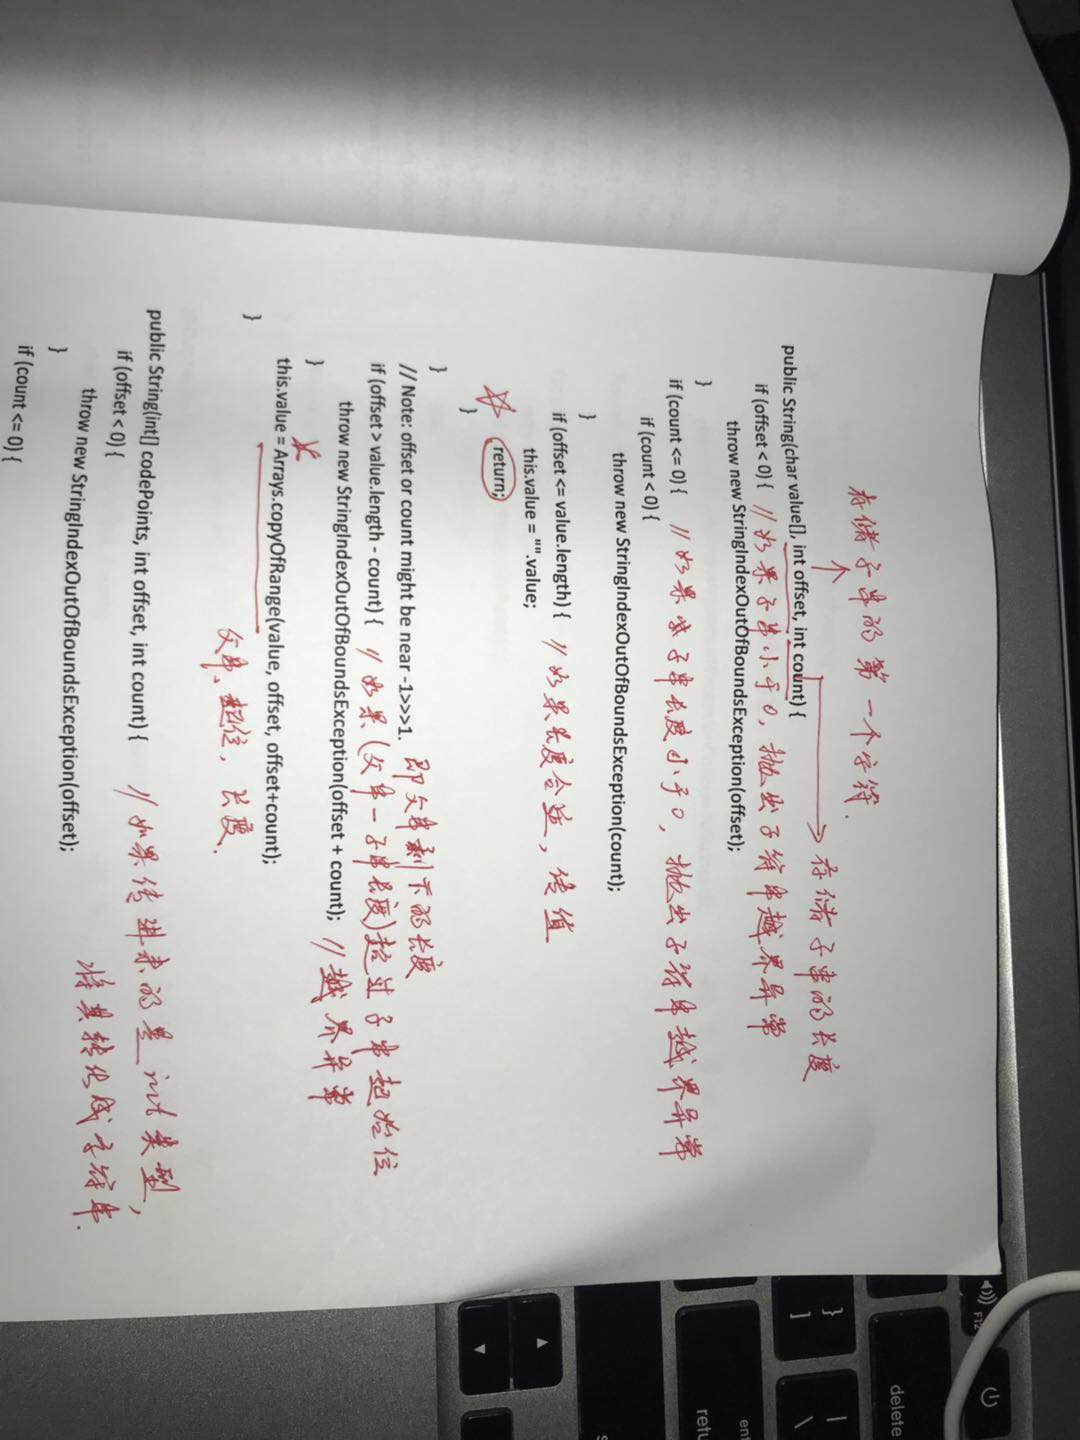 存储子串的第一个字符.
存储子串的长度
public String(char value[], int offset, int count) {
if (offset < 0) { //如果子串小于0,抛出子符串越界异常
throw new StringIndexOutOfBoundsException(offset);
}
if (count <= 0) { //如果子串长度小于0,抛出子符串越界异常
if (count < 0) {
throw new StringIndexOutOfBoundsException(count);
}
if (offset <= value.length) { //如果长度合适,传值
this.value = "".value;
return;
}
}
// Note: offset or count might be near -1>>>1. 即父串剩下的长度
if (offset > value.length - count) { //如果(父串-子串长度)超过子串起始位
throw new StringIndexOutOfBoundsException(offset + count); //越界异常
}
this.value = Arrays.copyOfRange(value, offset, offset+count);
父串、起位,长度.
}
public String(int[] codePoints, int offset, int count) { //如果传进来的是int类型,
if (offset < 0) { 将其转化成字符串.
throw new StringIndexOutOfBoundsException(offset);
}
if (count <= 0) {
F12
delete
}
]
|
\